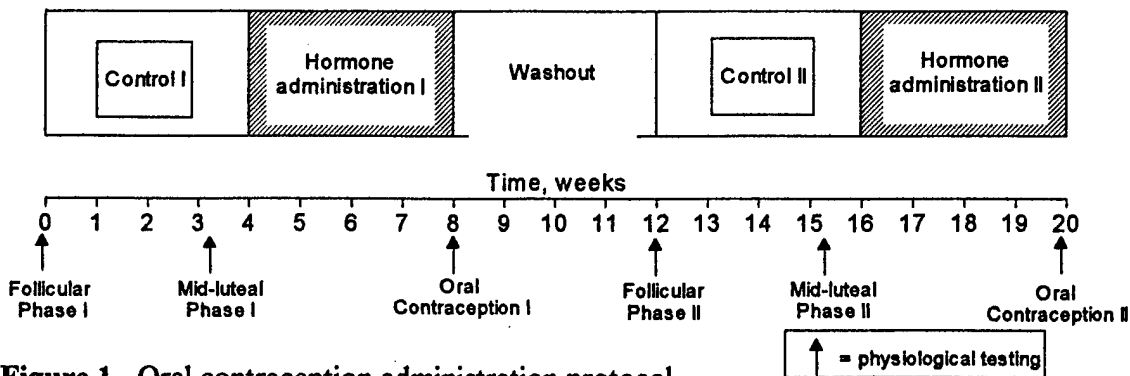 Control I
Hormone
administration I
Washout
Control II
Hormone
administration II
Time, weeks
0 1 2 3 4 5 6 7 8 9 10 11 12 13 14 15 16 17 18 19 20
Follicular
Phase I
Mid-luteal
Phase I
Oral
Contraception I
Follicular
Phase II
Mid-luteal
Phase II
Oral
Contraception II
= physiological testing
Figure 1. Oral contraception administration protocol